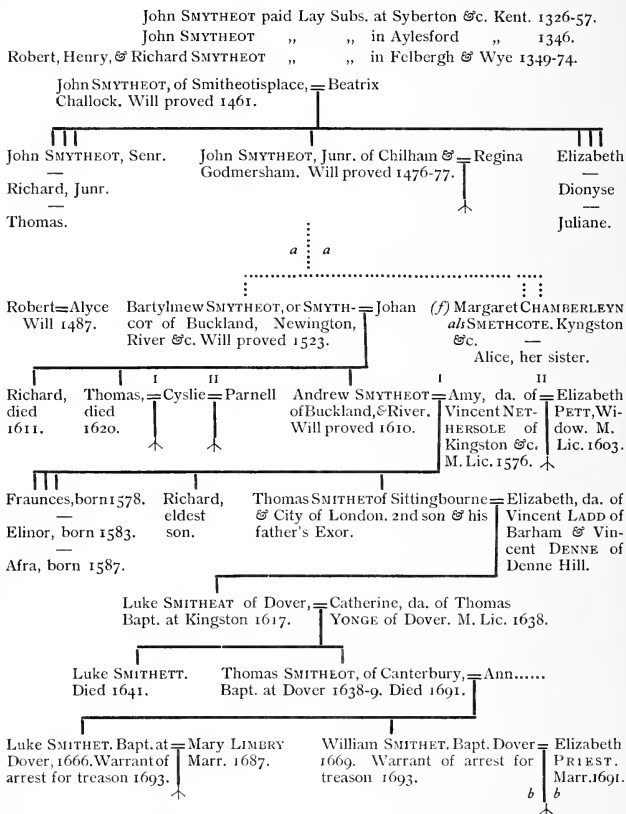 John SMYTHEOT paid Lay Subs. at Syberton &c. Kent. 1326-57.
John SMYTHEOT ,, ,, in Aylesford ,, 1346.
Robert, Henry, & Richard SMYTHEOT ,, ,, in Felbergh & Wye 1349-74.
John SMYTHEOT, of Smitheotisplace, = Beatrix
Challock. Will proved 1461.
John SMYTHEOT, Senr.
—
Richard, Junr.
—
Thomas.
John SMYTHEOT, Junr. of Chilham & = Regina
Godmersham. Will proved 1476-77.
Elizabeth
—
Dionyse
—
Juliane.
a a
Robert=Alyce
Will 1487.
Bartylmew SMYTHEOT, or SMYTH- = Johan
COT of Buckland, Newington,
River &c. Will proved 1523.
(f) Margaret CHAMBERLEYN
als SMETHCOTE. Kyngston
&c. —
Alice, her sister.
Richard,
died
1611.
I II
Thomas, = Cyslie = Parnell
died
1620.
I II
Andrew SMYTHEOT = Amy, da. of = Elizabeth
of Buckland, & River. Vincent NET- PETT, Wi-
Will proved 1610. HERSOLE of dow. M.
Kingston &c. Lic. 1603.
M. Lic. 1576.
Fraunces, born 1578.
—
Elinor, born 1583.
—
Afra, born 1587.
Richard,
eldest
son.
Thomas SMITHET of Sittingbourne = Elizabeth, da. of
& City of London. 2nd son & his Vincent LADD of
father's Exor. Barham & Vin-
cent DENNE of
Denne Hill.
Luke SMITHEAT of Dover, = Catherine, da. of Thomas
Bapt. at Kingston 1617. YONGE of Dover. M. Lic. 1638.
Luke SMITHETT.
Died 1641.
Thomas SMITHEOT, of Canterbury, = Ann......
Bapt. at Dover 1638-9. Died 1691.
Luke SMITHET. Bapt. at = Mary LIMBRY
Dover, 1666. Warrant of Marr. 1687.
arrest for treason 1693.
William SMITHET. Bapt. Dover = Elizabeth
1669. Warrant of arrest for PRIEST.
treason 1693. Marr. 1691.
b b